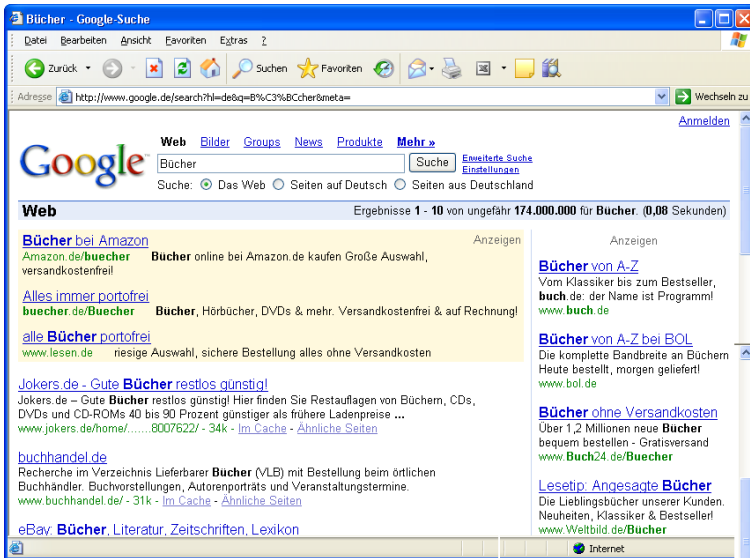 Bücher - Google-Suche
Datei Bearbeiten Ansicht Favoriten Extras ?
Zurück Suchen Favoriten
Adresse http://www.google.de/search?hl=de&q=B%C3%BCcher&meta= Wechseln zu
Anmelden
Web Bilder Groups News Produkte Mehr »
Google™
Bücher Suche Erweiterte Suche
Einstellungen
Suche: Das Web Seiten auf Deutsch Seiten aus Deutschland
Web Ergebnisse 1 - 10 von ungefähr 174.000.000 für Bücher. (0,08 Sekunden)
Bücher bei Amazon Anzeigen
Amazon.de/buecher Bücher online bei Amazon.de kaufen Große Auswahl,
versandkostenfrei!
Alles immer portofrei
buecher.de/Buecher Bücher, Hörbücher, DVDs & mehr. Versandkostenfrei & auf Rechnung!
alle Bücher portofrei
www.lesen.de riesige Auswahl, sichere Bestellung alles ohne Versandkosten
Jokers.de - Gute Bücher restlos günstig!
Jokers.de – Gute Bücher restlos günstig! Hier finden Sie Restauflagen von Büchern, CDs,
DVDs und CD-ROMs 40 bis 90 Prozent günstiger als frühere Ladenpreise ...
www.jokers.de/home/.......8007622/ - 34k - Im Cache - Ähnliche Seiten
buchhandel.de
Recherche im Verzeichnis Lieferbarer Bücher (VLB) mit Bestellung beim örtlichen
Buchhändler. Buchvorstellungen, Autorenporträts und Veranstaltungstermine.
www.buchhandel.de/ - 31k - Im Cache - Ähnliche Seiten
eBay: Bücher, Literatur, Zeitschriften, Lexikon
Anzeigen
Bücher von A-Z
Vom Klassiker bis zum Bestseller,
buch.de: der Name ist Programm!
www.buch.de
Bücher von A-Z bei BOL
Die komplette Bandbreite an Büchern
Heute bestellt, morgen geliefert!
www.bol.de
Bücher ohne Versandkosten
Über 1,2 Millionen neue Bücher
bequem bestellen - Gratisversand
www.Buch24.de/Buecher
Lesetip: Angesagte Bücher
Die Lieblingsbücher unserer Kunden.
Neuheiten, Klassiker & Bestseller!
www.Weltbild.de/Bücher
Internet